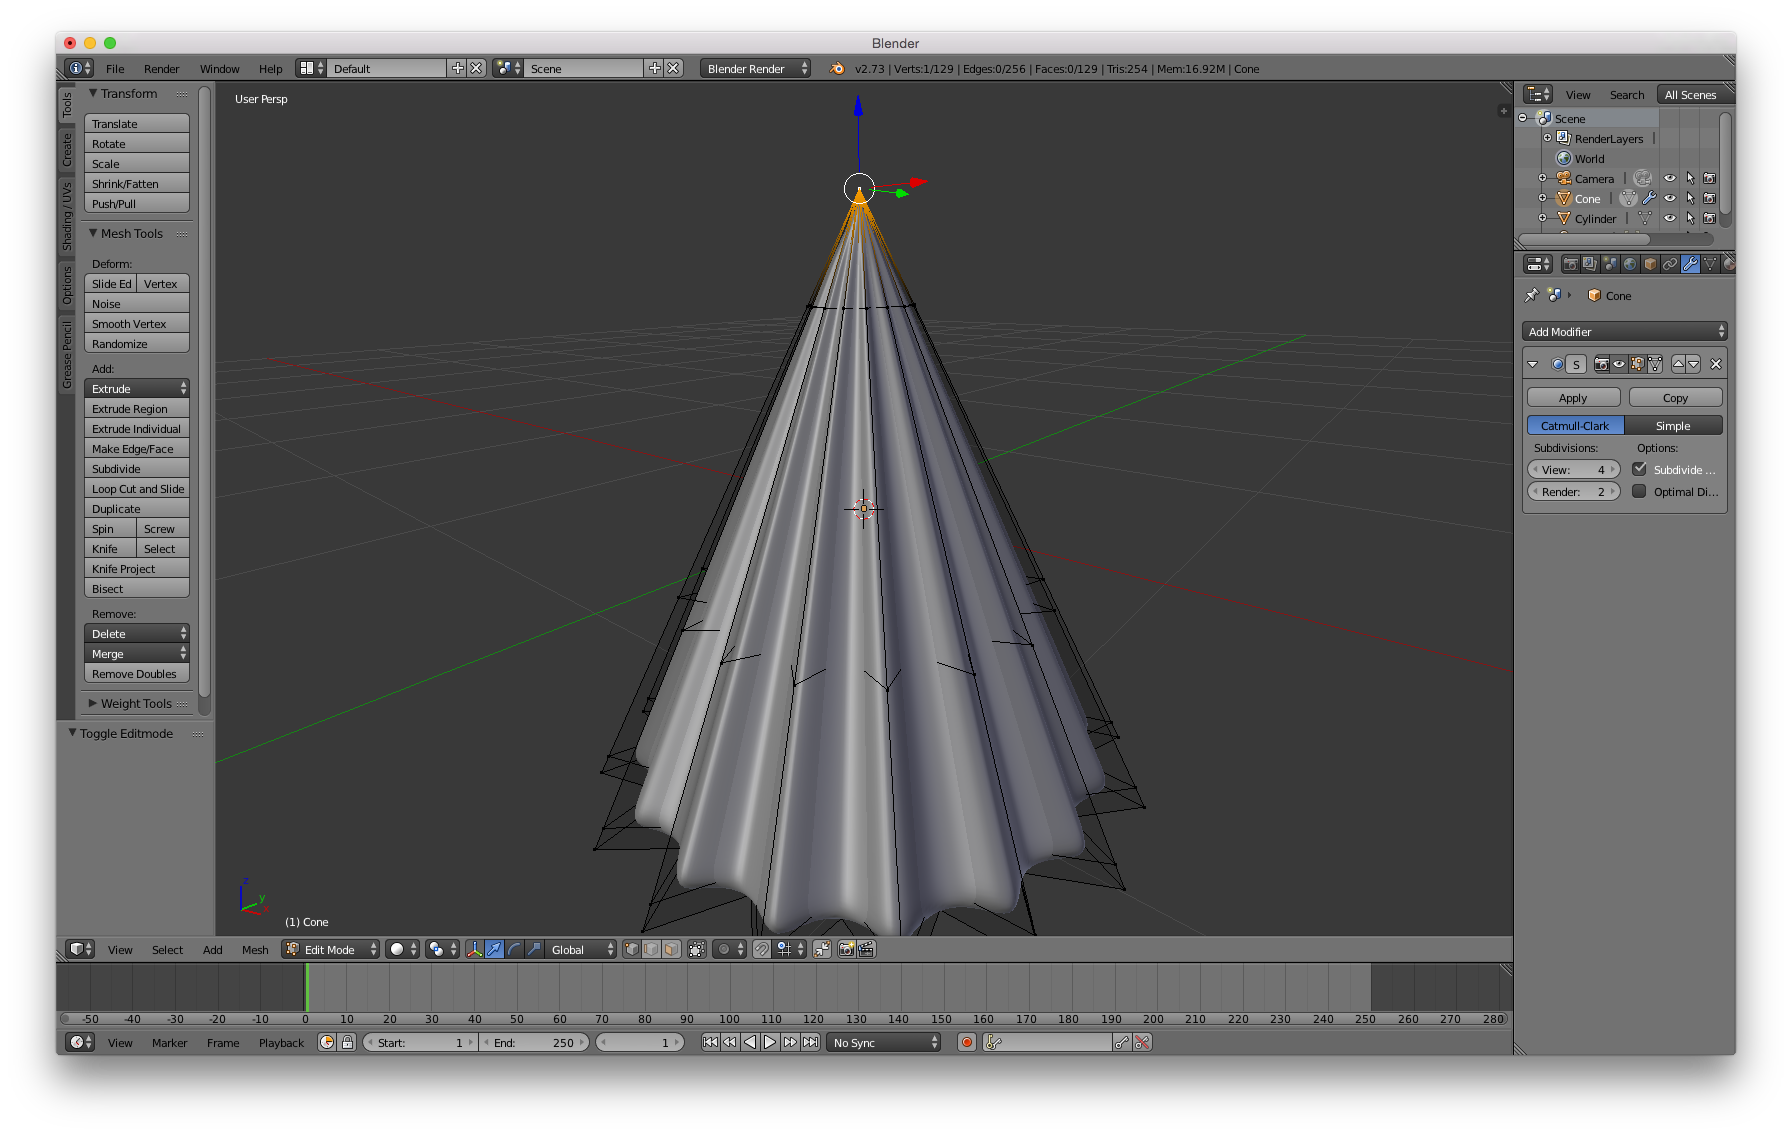 Blender
File Render Window Help Default Scene Blender Render v2.73 | Verts:1/129 | Edges:0/256 | Faces:0/129 | Tris:254 | Mem:16.92M | Cone
Tools
Create
Shading / UVs
Options
Grease Pencil
Transform
Translate
Rotate
Scale
Shrink/Fatten
Push/Pull
Mesh Tools
Deform:
Slide Ed Vertex
Noise
Smooth Vertex
Randomize
Add:
Extrude
Extrude Region
Extrude Individual
Make Edge/Face
Subdivide
Loop Cut and Slide
Duplicate
Spin Screw
Knife Select
Knife Project
Bisect
Remove:
Delete
Merge
Remove Doubles
Weight Tools
Toggle Editmode
User Persp
z
y
(1) Cone
View Search All Scenes
Scene
RenderLayers |
World
Camera |
Cone |
Cylinder |
Cone
Add Modifier
S
Apply Copy
Catmull-Clark Simple
Subdivisions: Options:
View: 4 Subdivide ...
Render: 2 Optimal Di...
View Select Add Mesh Edit Mode Global
-50 -40 -30 -20 -10 0 10 20 30 40 50 60 70 80 90 100 110 120 130 140 150 160 170 180 190 200 210 220 230 240 250 260 270 280
View Marker Frame Playback Start: 1 End: 250 1 No Sync